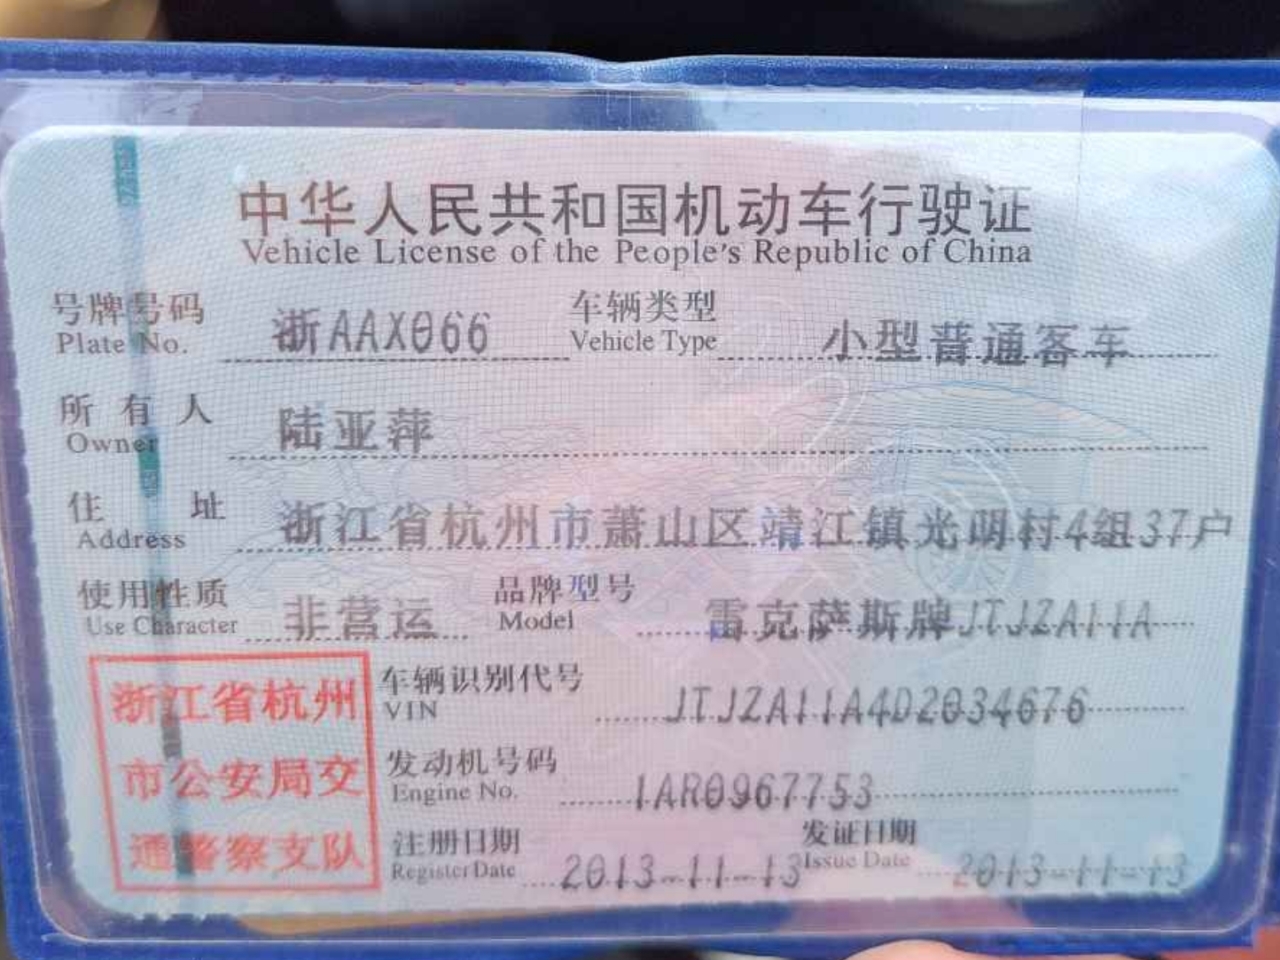 中华人民共和国机动车行驶证
Vehicle License of the People's Republic of China
号牌号码 浙AAX066 车辆类型 小型普通客车
Plate No. Vehicle Type
所有人 陆亚萍
Owner
住址 浙江省杭州市萧山区靖江镇光明村4组37户
Address
使用性质 非营运 品牌型号 雷克萨斯牌JTJZA11A
Use Character Model
浙江省杭州
市公安局交
通警察支队
车辆识别代号 JTJZA11A4D2034676
VIN
发动机号码 1AR0967753
Engine No.
注册日期 2013-11-13 发证日期 2013-11-13
Register Date Issue Date